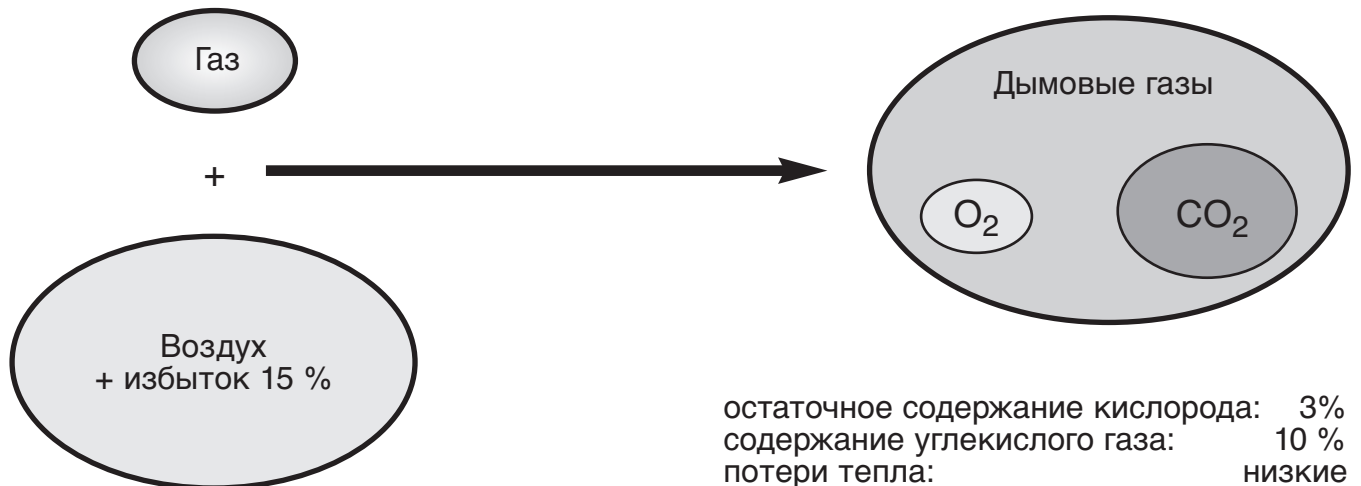 Газ
+
Воздух
+ избыток 15 %
Дымовые газы
O₂
CO₂
остаточное содержание кислорода: 3%
содержание углекислого газа: 10 %
потери тепла: низкие